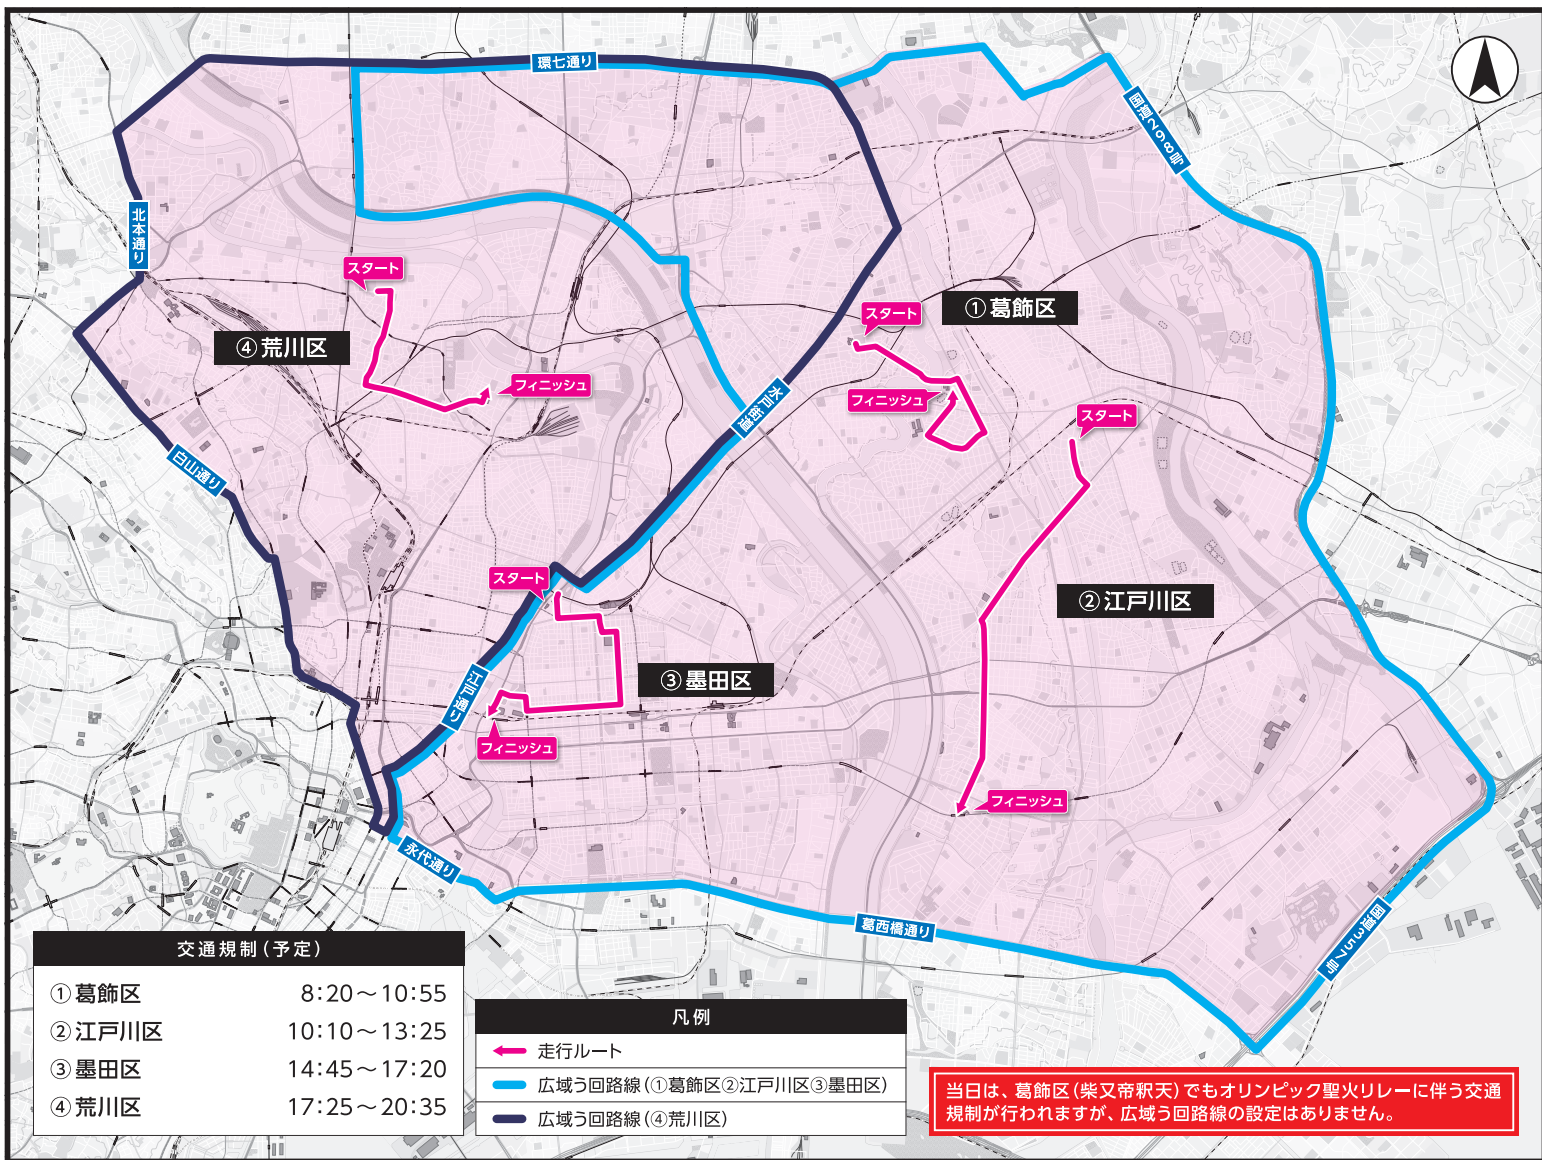 環七通り
国道298号
北本通り
スタート
①葛飾区
スタート
④荒川区
フィニッシュ
水戸街道
フィニッシュ
スタート
白山通り
スタート
②江戸川区
③墨田区
江戸通り
フィニッシュ
フィニッシュ
永代通り
葛西橋通り
国道357号
交通規制(予定)
①葛飾区 8:20～10:55
②江戸川区 10:10～13:25
③墨田区 14:45～17:20
④荒川区 17:25～20:35
凡例
走行ルート
広域う回路線(①葛飾区②江戸川区③墨田区)
広域う回路線(④荒川区)
当日は、葛飾区(柴又帝釈天)でもオリンピック聖火リレーに伴う交通
規制が行われますが、広域う回路線の設定はありません。